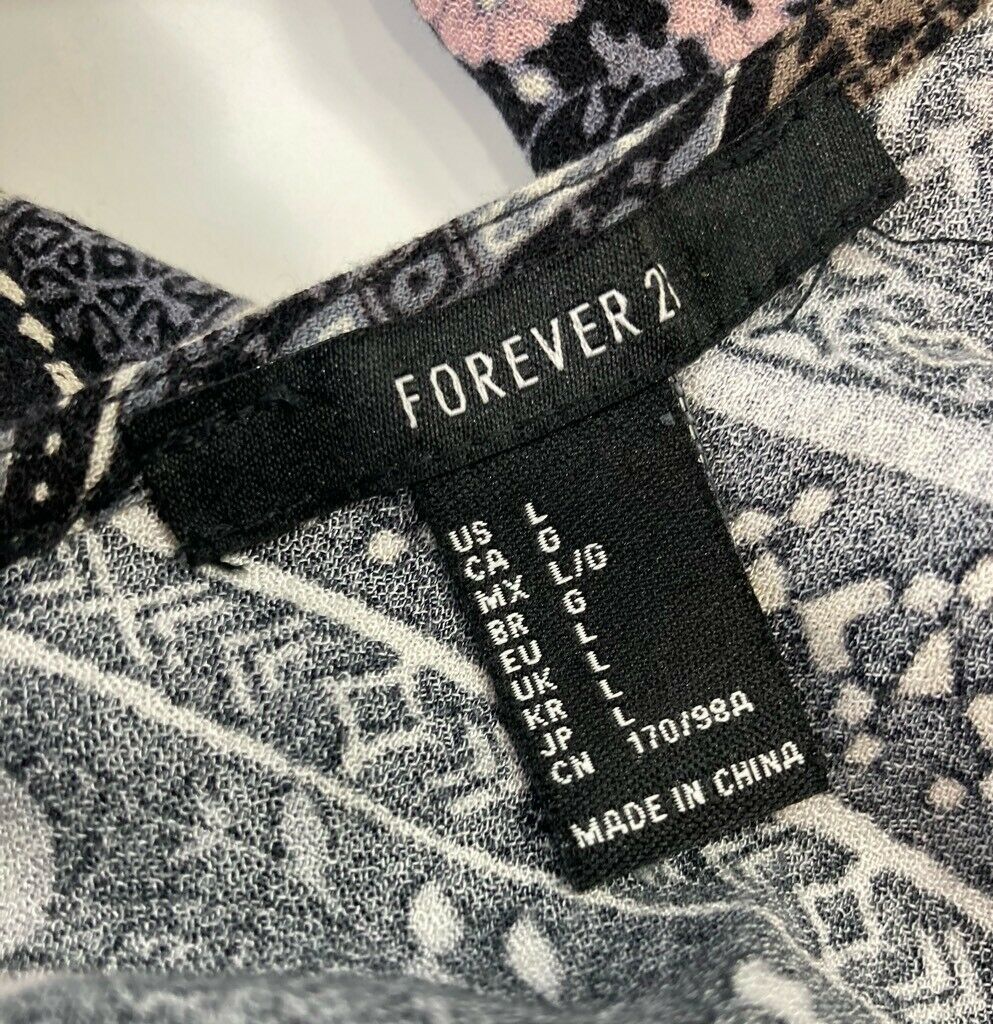 FOREVER 21
US L
CA G
MX L/G
BR G
EU L
UK L
KR L
JP L
CN 170/98A
MADE IN CHINA